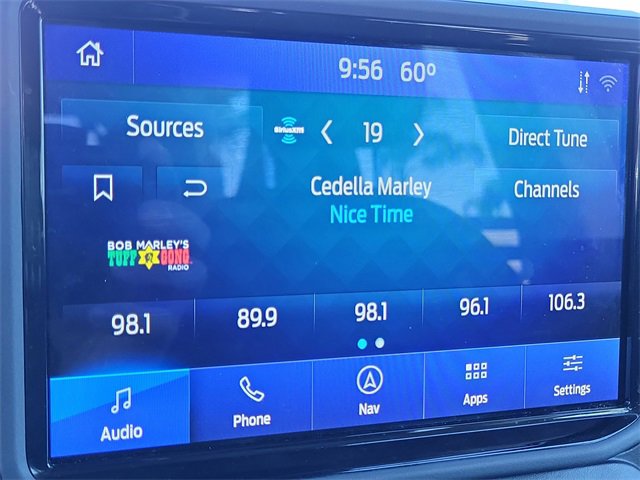 9:56 60°
Sources
SiriusXM
19
Direct Tune
Cedella Marley
Nice Time
Channels
BOB MARLEY'S
TUFF GONG
RADIO
98.1 89.9 98.1 96.1 106.3
Audio Phone Nav Apps Settings